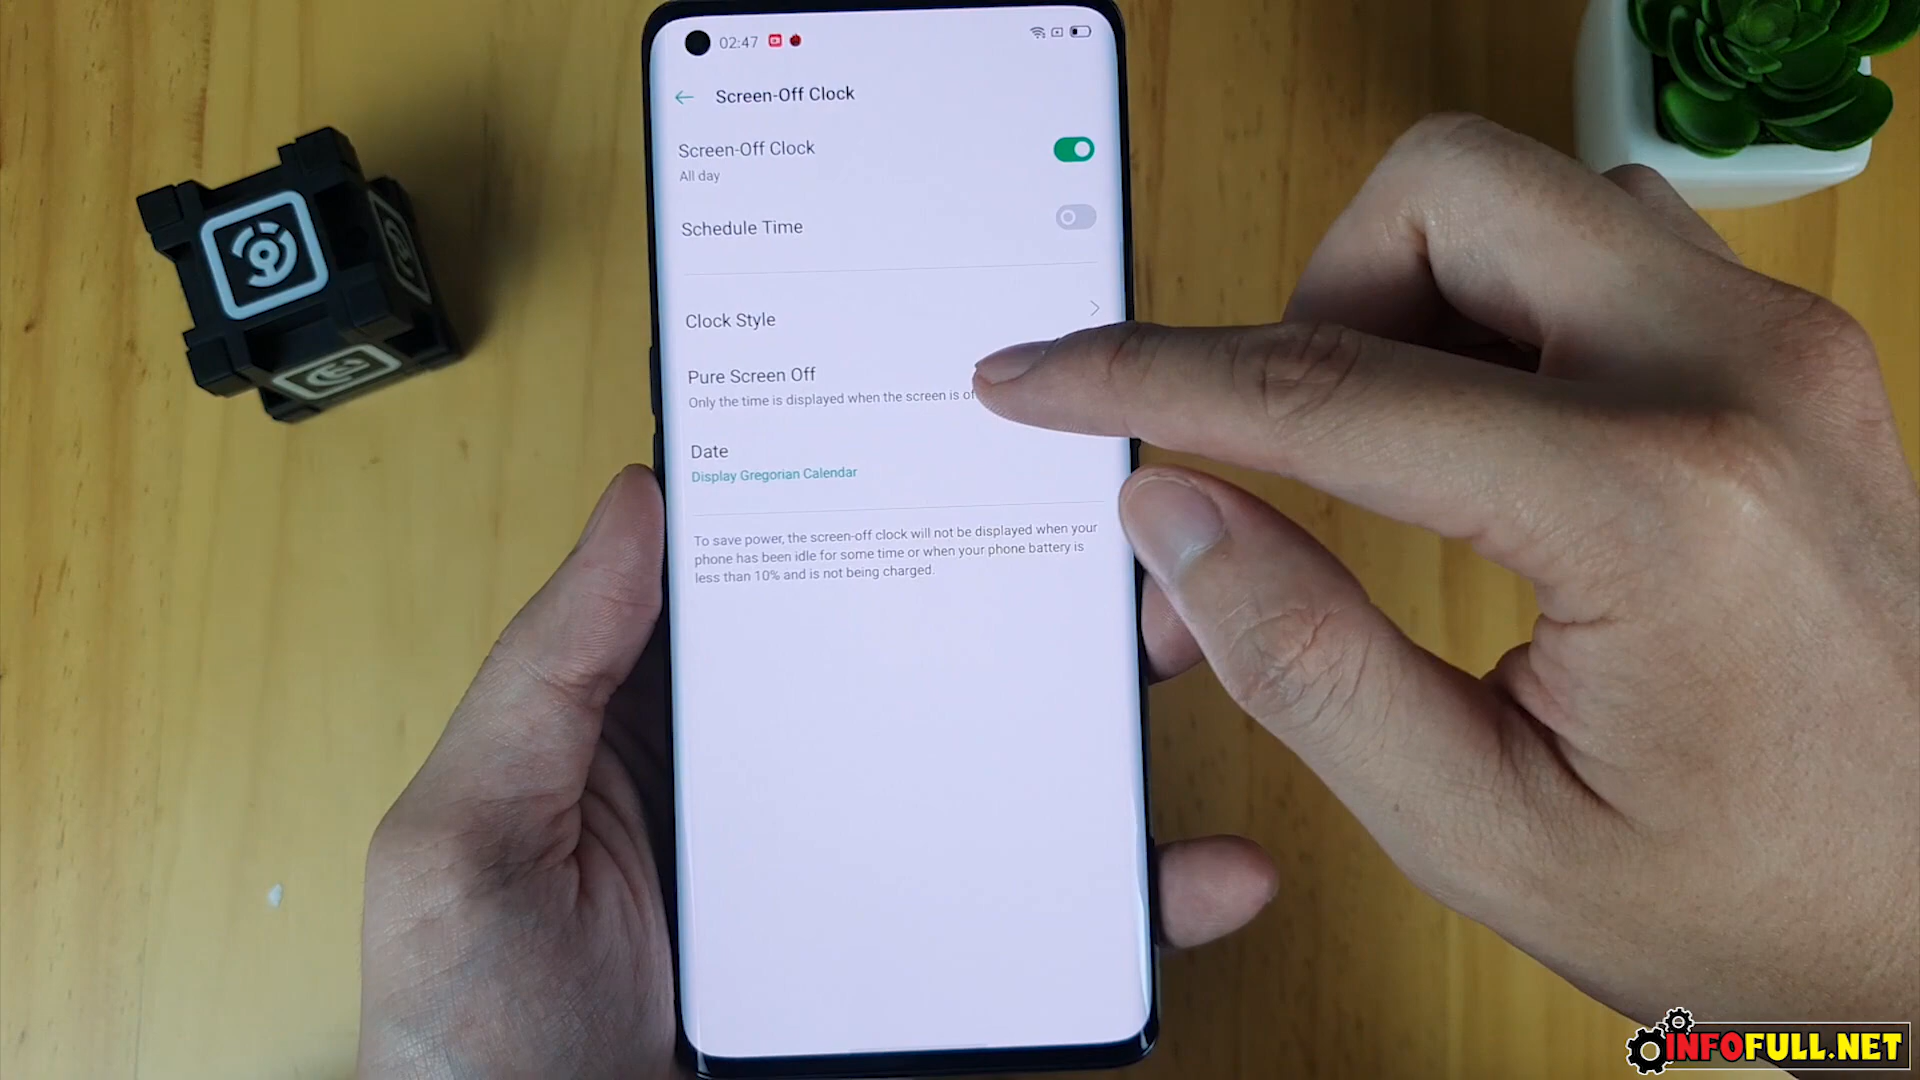 02:47
Screen-Off Clock
Screen-Off Clock
All day
Schedule Time
Clock Style
Pure Screen Off
Only the time is displayed when the screen is of
Date
Display Gregorian Calendar
To save power, the screen-off clock will not be displayed when your
phone has been idle for some time or when your phone battery is
less than 10% and is not being charged.
INFOFULL.NET